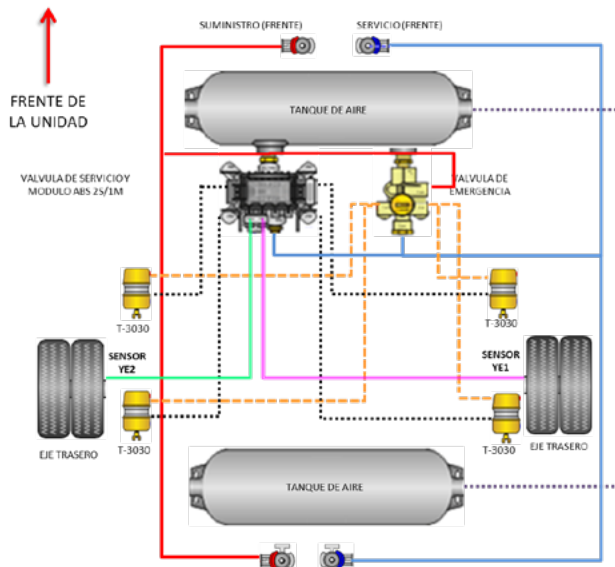 SUMINISTRO (FRENTE)
SERVICIO (FRENTE)
FRENTE DE
LA UNIDAD
TANQUE DE AIRE
VALVULA DE SERVICIO Y
MODULO ABS 2S/1M
VALVULA DE
EMERGENCIA
T-3030
T-3030
SENSOR
YE2
SENSOR
YE1
T-3030
T-3030
EJE TRASERO
EJE TRASERO
TANQUE DE AIRE